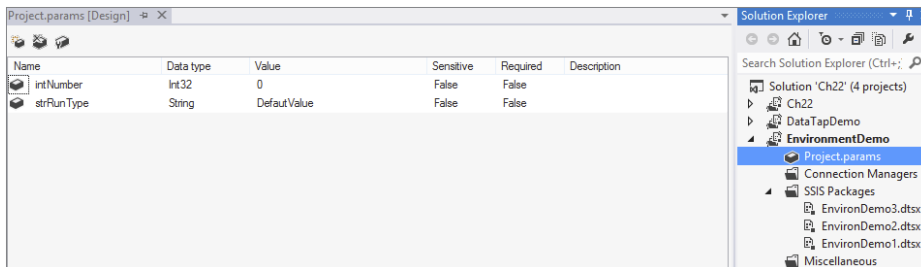 Project.params [Design]
Name Data type Value Sensitive Required Description
intNumber Int32 0 False False
strRunType String DefautValue False False
Solution Explorer
Search Solution Explorer (Ctrl+;
Solution 'Ch22' (4 projects)
Ch22
DataTapDemo
EnvironmentDemo
Project.params
Connection Managers
SSIS Packages
EnvironDemo3.dtsx
EnvironDemo2.dtsx
EnvironDemo1.dtsx
Miscellaneous